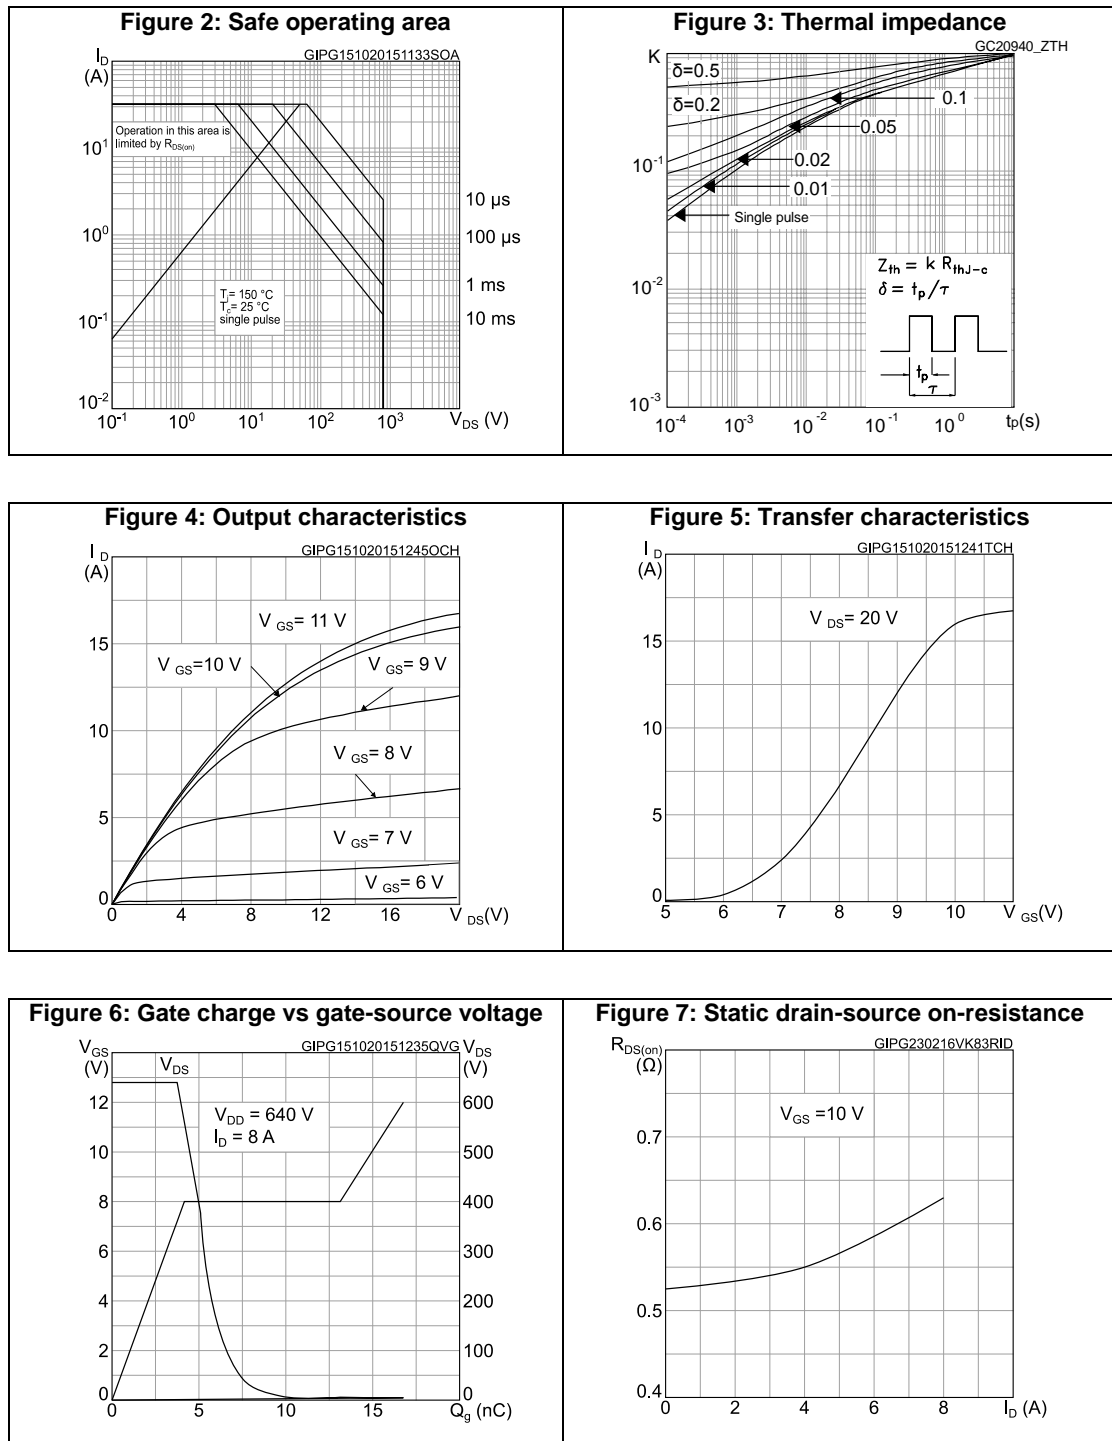 Figure 2: Safe operating area
GIPG151020151133SOA
I_D
(A)
Operation in this area is
limited by R_DS(on)
10^1
10^0
10^-1
10^-2
10 µs
100 µs
1 ms
10 ms
T_j= 150 °C
T_c= 25 °C
single pulse
10^-1 10^0 10^1 10^2 10^3 V_DS (V)
Figure 3: Thermal impedance
GC20940_ZTH
K
δ=0.5
δ=0.2
0.1
0.05
0.02
0.01
Single pulse
10^-1
10^-2
10^-3
Z_th = k R_thJ-c
δ = t_p/τ
t_p
τ
10^-4 10^-3 10^-2 10^-1 10^0 t_p(s)
Figure 4: Output characteristics
GIPG151020151245OCH
I_D
(A)
V_GS= 11 V
V_GS=10 V
V_GS= 9 V
V_GS= 8 V
V_GS= 7 V
V_GS= 6 V
15
10
5
0
0 4 8 12 16 V_DS(V)
Figure 5: Transfer characteristics
GIPG151020151241TCH
I_D
(A)
V_DS= 20 V
15
10
5
0
5 6 7 8 9 10 V_GS(V)
Figure 6: Gate charge vs gate-source voltage
GIPG151020151235QVG
V_GS
(V)
V_DS
V_DS
(V)
V_DD = 640 V
I_D = 8 A
12
10
8
6
4
2
0
600
500
400
300
200
100
0
0 5 10 15 Q_g (nC)
Figure 7: Static drain-source on-resistance
GIPG230216VK83RID
R_DS(on)
(Ω)
V_GS=10 V
0.7
0.6
0.5
0.4
0 2 4 6 8 I_D (A)